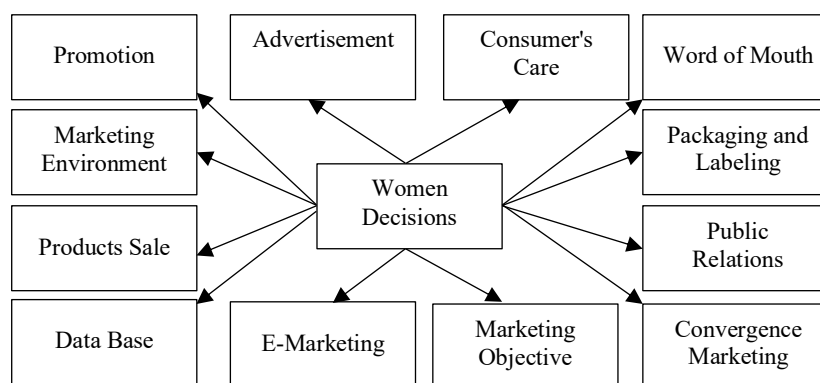 Promotion
Advertisement
Consumer's
Care
Word of Mouth
Marketing
Environment
Women
Decisions
Packaging and
Labeling
Products Sale
Public
Relations
Data Base
E-Marketing
Marketing
Objective
Convergence
Marketing